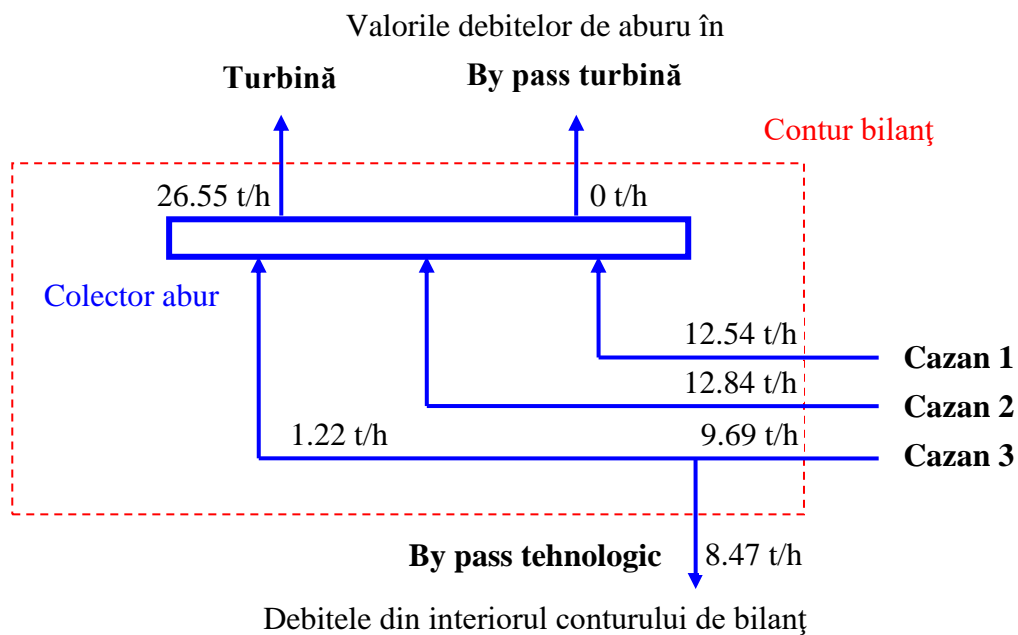 Valorile debitelor de aburu în
Turbină
By pass turbină
Contur bilanţ
26.55 t/h
0 t/h
Colector abur
12.54 t/h
Cazan 1
12.84 t/h
Cazan 2
1.22 t/h
9.69 t/h
Cazan 3
By pass tehnologic
8.47 t/h
Debitele din interiorul conturului de bilanţ